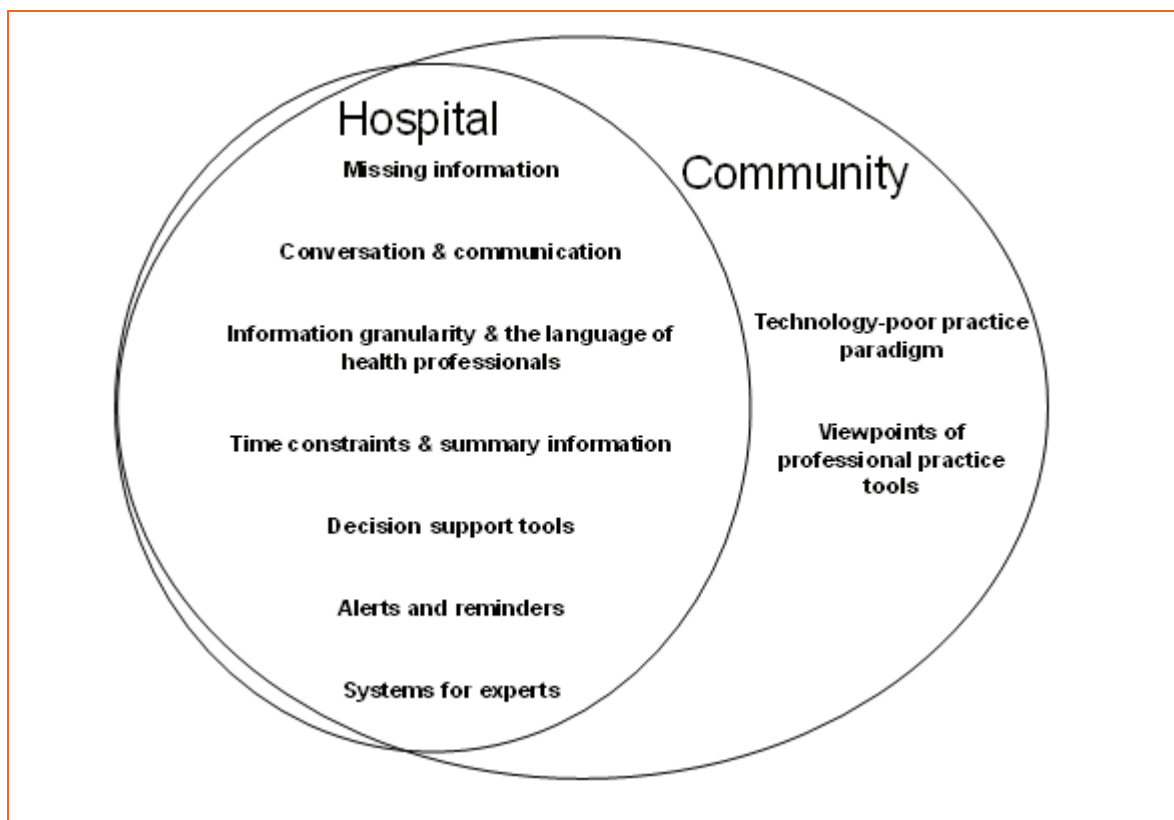 Hospital
Missing information
Community
Conversation & communication
Information granularity & the language of
health professionals
Technology-poor practice
paradigm
Time constraints & summary information
Viewpoints of
professional practice
tools
Decision support tools
Alerts and reminders
Systems for experts